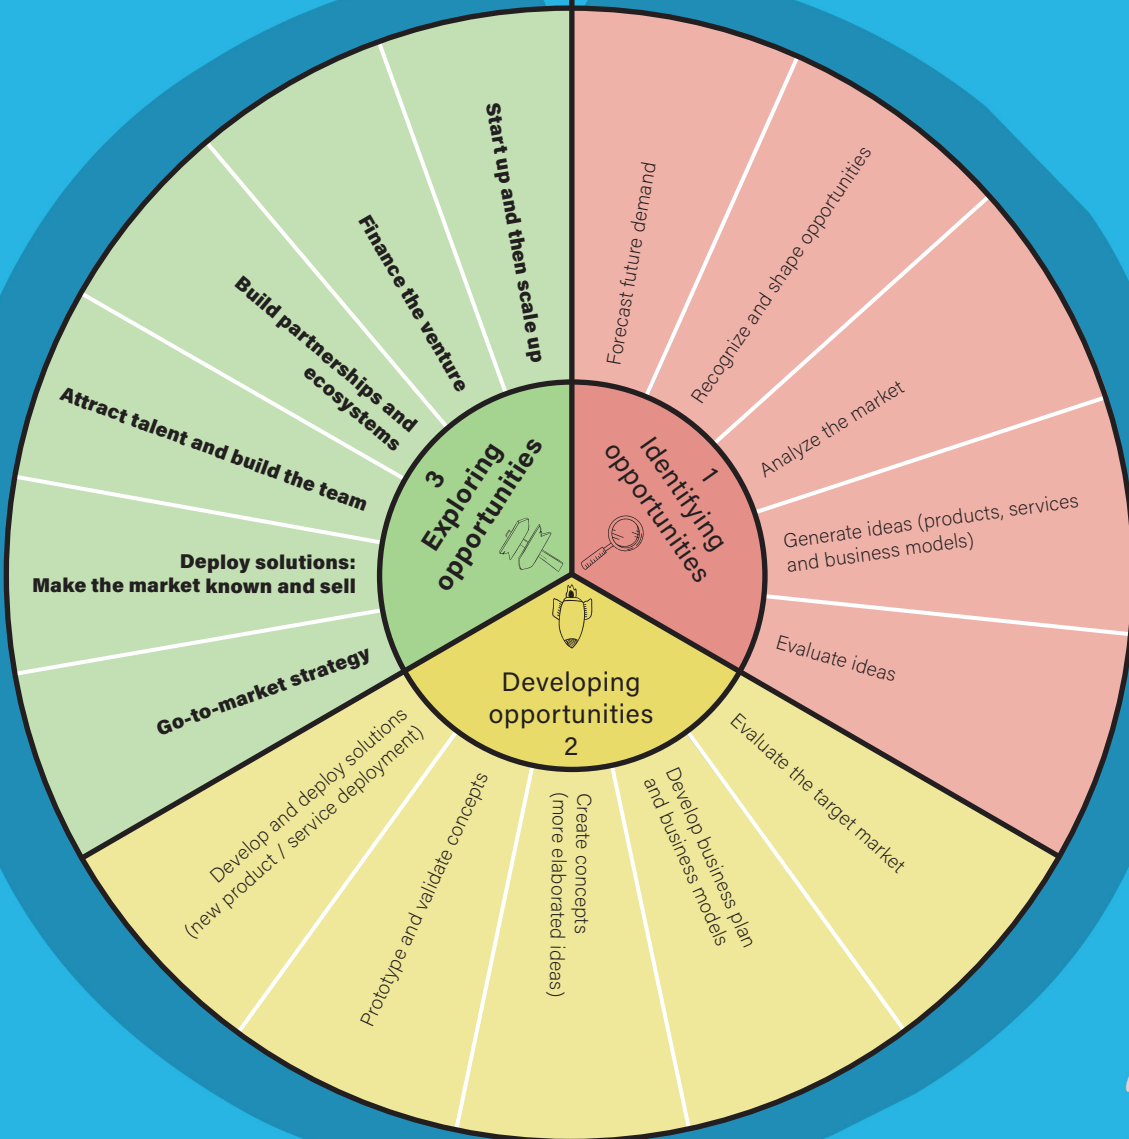 1
Identifying
opportunities
Forecast future demand
Recognize and shape opportunities
Analyze the market
Generate ideas (products, services
and business models)
Evaluate ideas
Developing
opportunities
2
Evaluate the target market
Develop business plan
and business models
Create concepts
(more elaborated ideas)
Prototype and validate concepts
Develop and deploy solutions
(new product / service deployment)
3
Exploring
opportunities
Go-to-market strategy
Deploy solutions:
Make the market known and sell
Attract talent and build the team
Build partnerships and
ecosystems
Finance the venture
Start up and then scale up